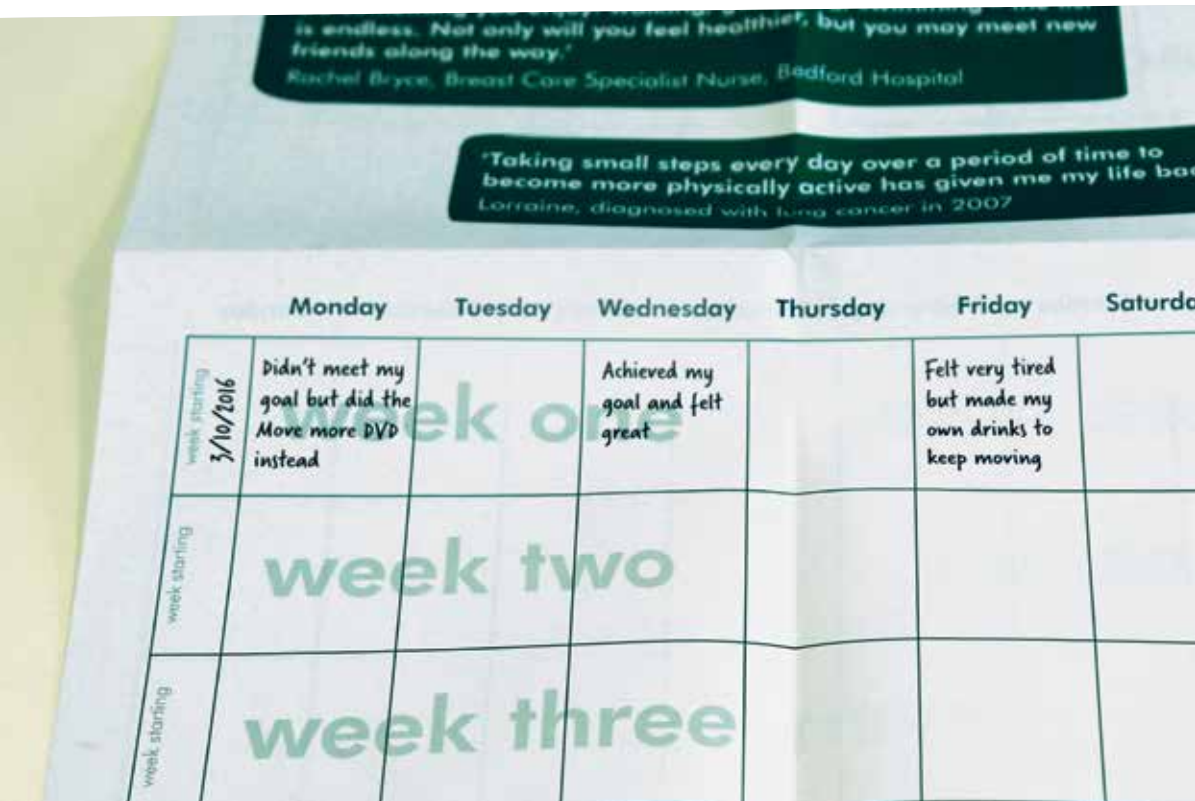 is endless. Not only will you feel healthier, but you may meet new
friends along the way.'
Rachel Bryce, Breast Care Specialist Nurse, Bedford Hospital
'Taking small steps every day over a period of time to
become more physically active has given me my life bac
Lorraine, diagnosed with lung cancer in 2007
Monday Tuesday Wednesday Thursday Friday Saturda
week starting
3/10/2016
week one
Didn't meet my
goal but did the
Move more DVD
instead
Achieved my
goal and felt
great
Felt very tired
but made my
own drinks to
keep moving
week starting
week two
week starting
week three